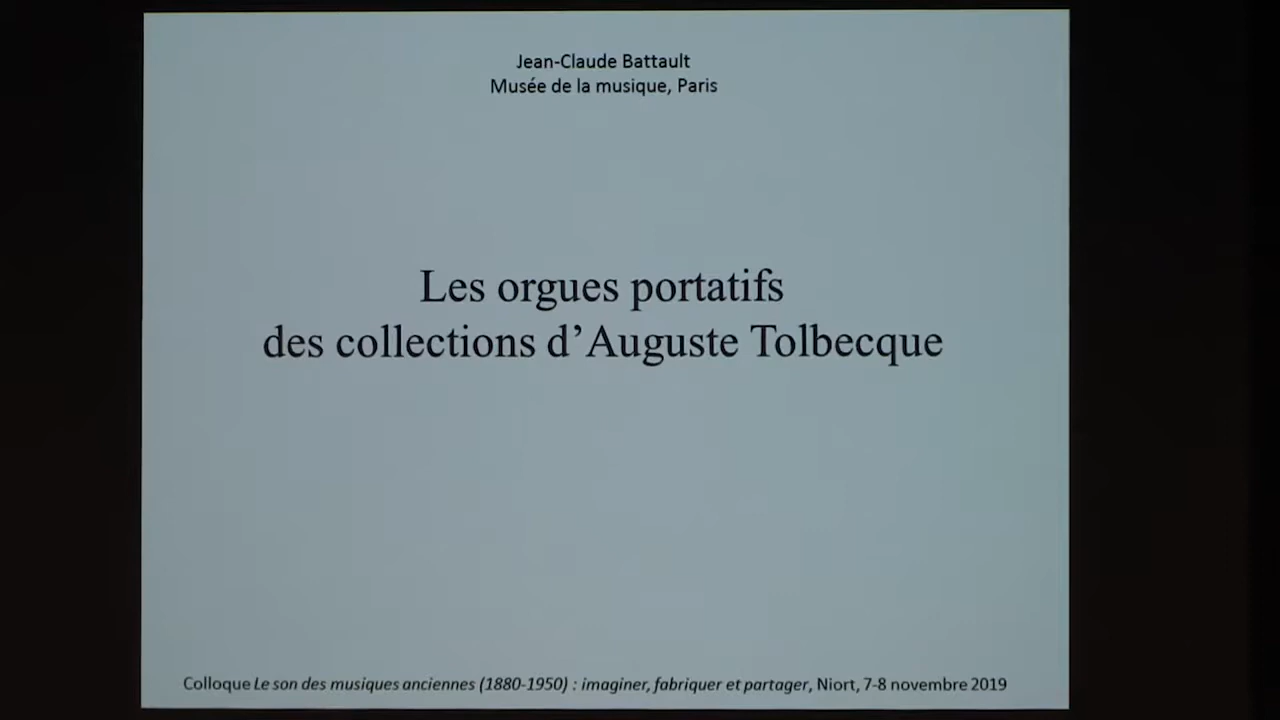 Jean-Claude Battault
Musée de la musique, Paris
Les orgues portatifs
des collections d’Auguste Tolbecque
Colloque Le son des musiques anciennes (1880-1950) : imaginer, fabriquer et partager, Niort, 7-8 novembre 2019